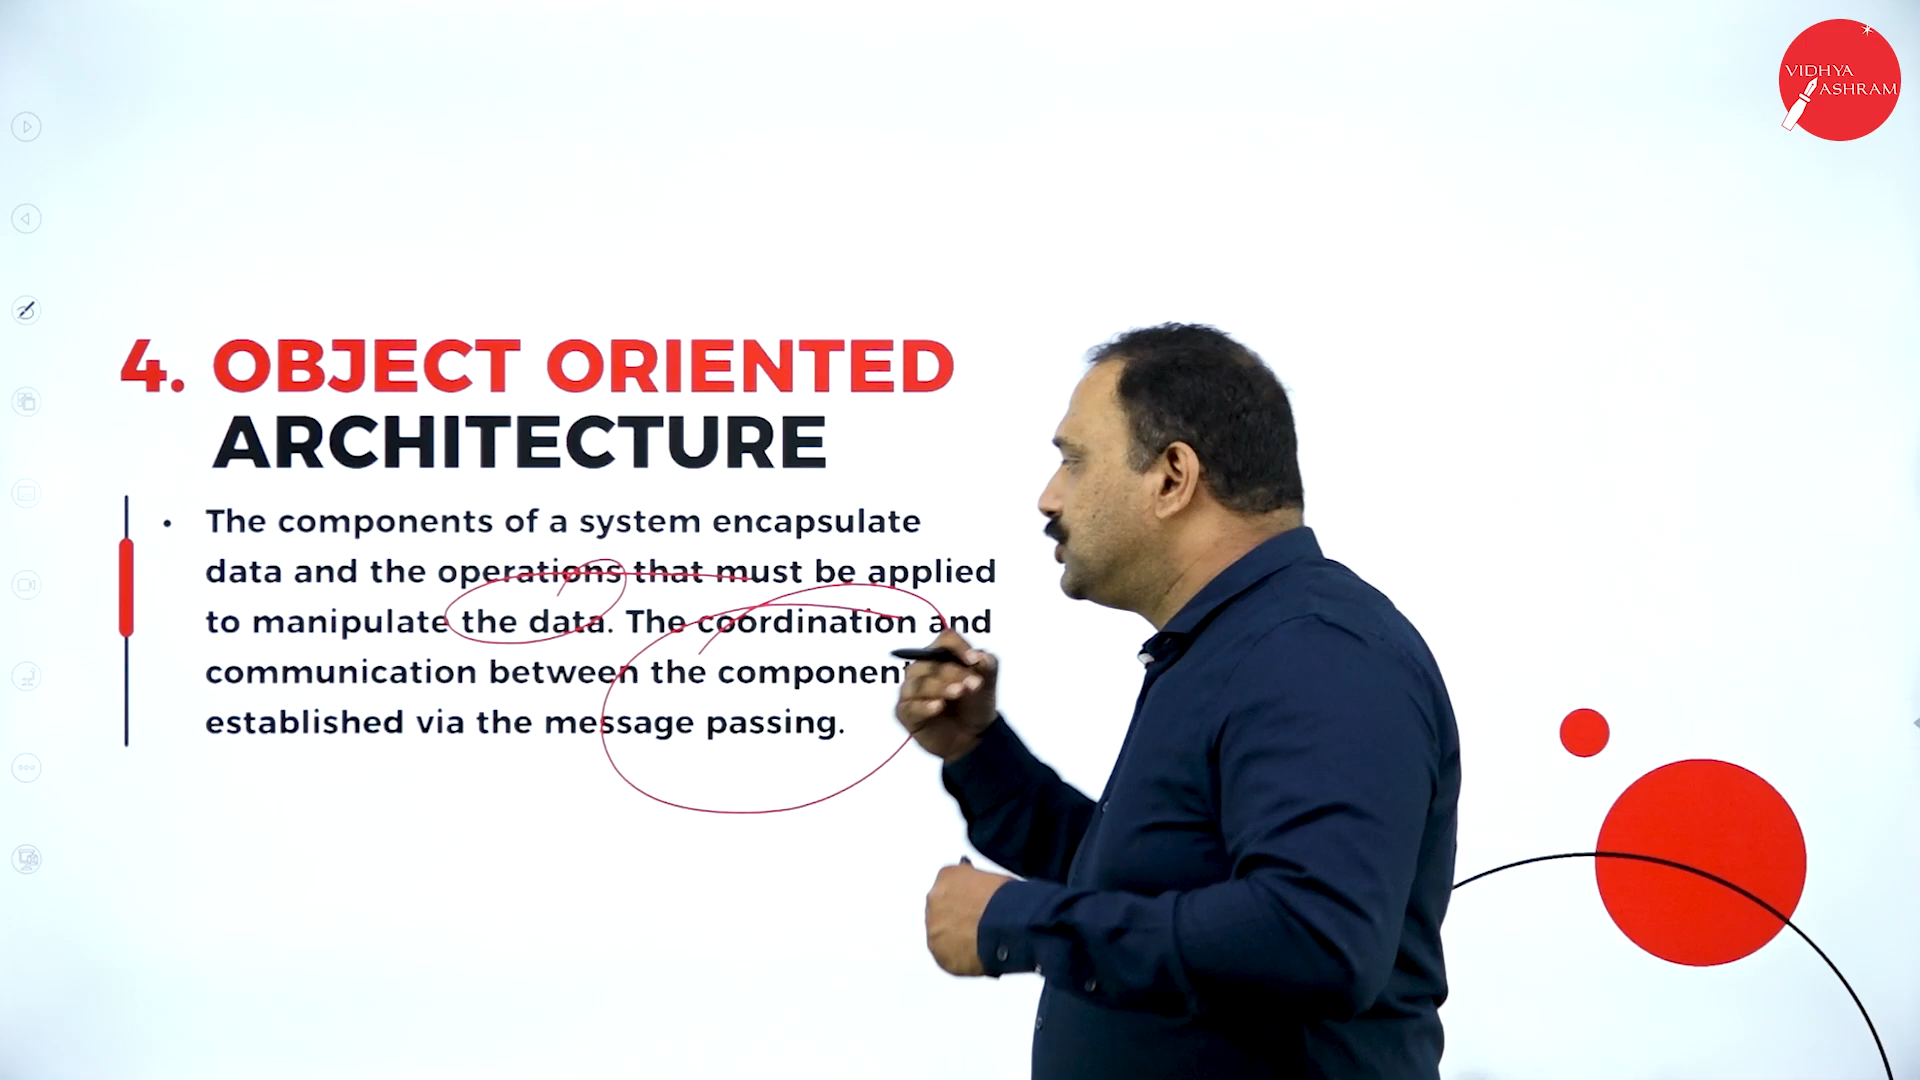 VIDHYA
ASHRAM
4. OBJECT ORIENTED
ARCHITECTURE
• The components of a system encapsulate
data and the operations that must be applied
to manipulate the data. The coordination and
communication between the component
established via the message passing.